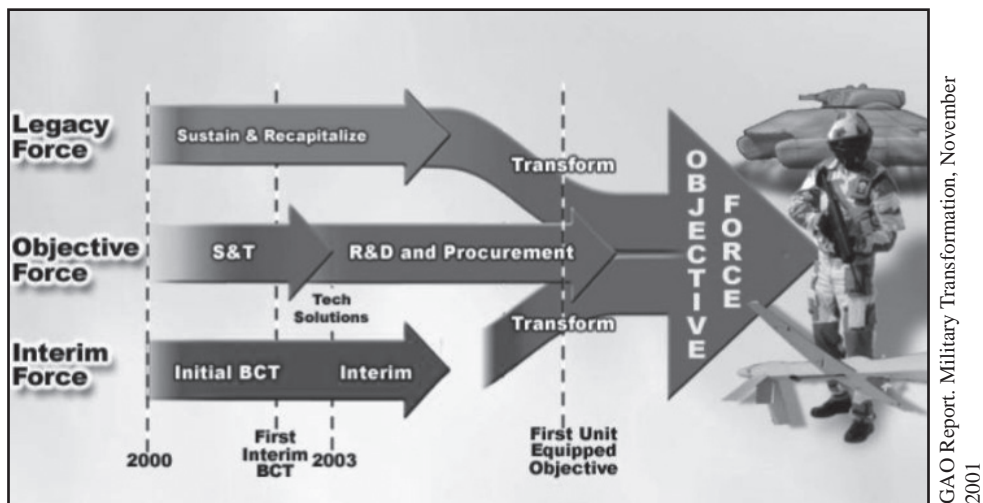 Legacy
Force
Sustain & Recapitalize
Transform
Objective
Force
S&T
R&D and Procurement
Tech
Solutions
OBJECTIVE
FORCE
Interim
Force
Initial BCT
Interim
Transform
2000
First
Interim
BCT
2003
First Unit
Equipped
Objective
GAO Report. Military Transformation, November
2001